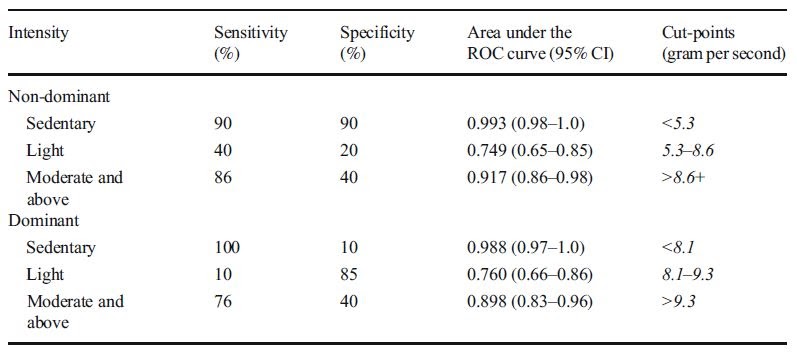 Intensity Sensitivity (%) Specificity (%) Area under the ROC curve (95% CI) Cut-points (gram per second)
Non-dominant
Sedentary 90 90 0.993 (0.98–1.0) <5.3
Light 40 20 0.749 (0.65–0.85) 5.3–8.6
Moderate and above 86 40 0.917 (0.86–0.98) >8.6+
Dominant
Sedentary 100 10 0.988 (0.97–1.0) <8.1
Light 10 85 0.760 (0.66–0.86) 8.1–9.3
Moderate and above 76 40 0.898 (0.83–0.96) >9.3